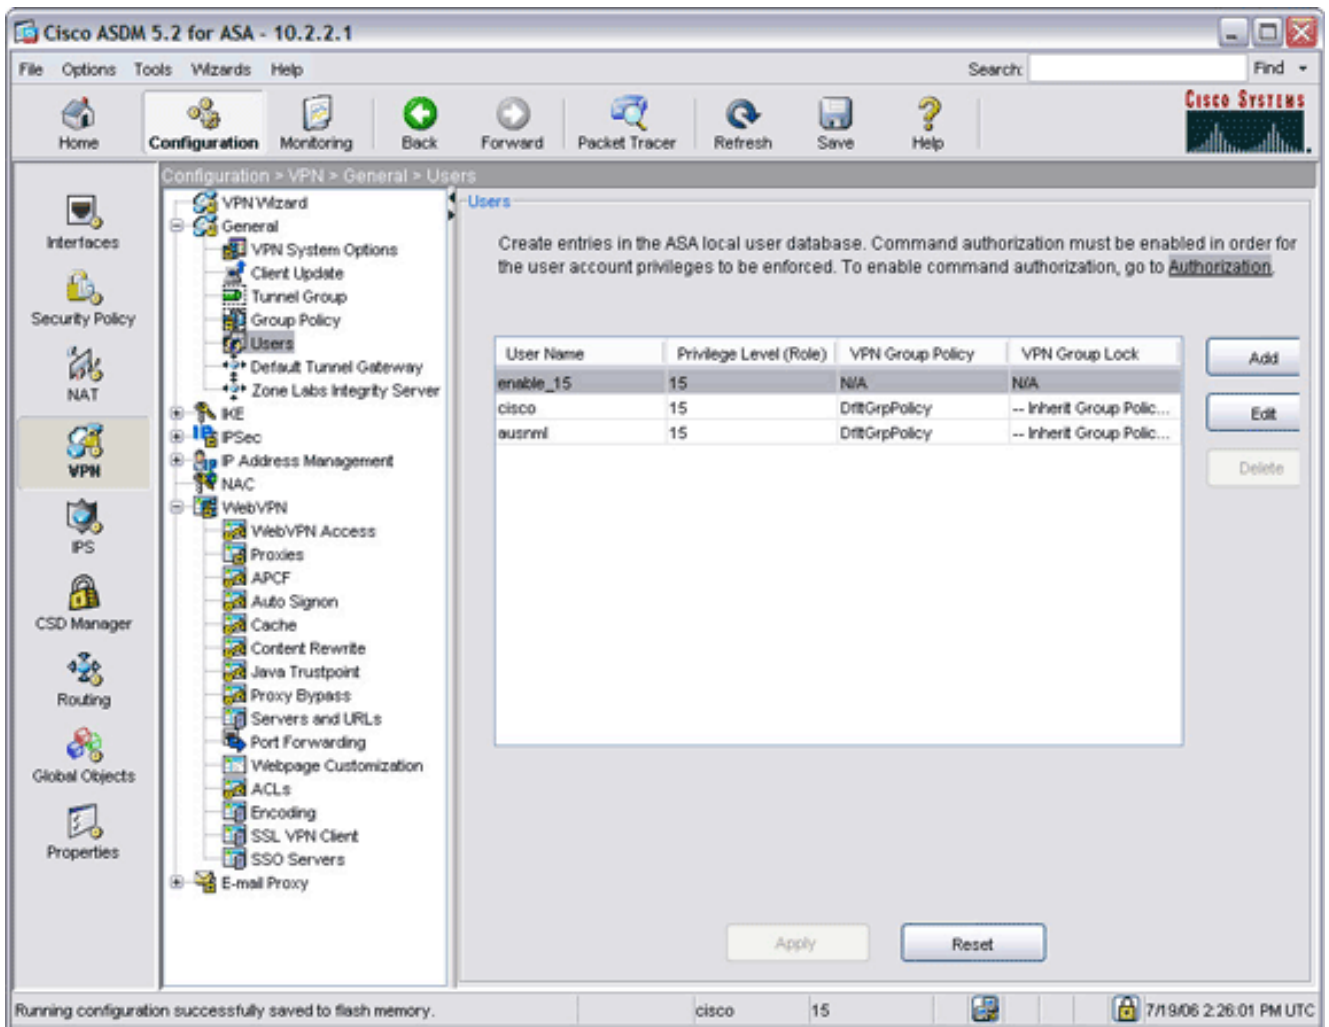 Cisco ASDM 5.2 for ASA - 10.2.2.1
File Options Tools Wizards Help Search: Find
Home Configuration Monitoring Back Forward Packet Tracer Refresh Save Help
CISCO SYSTEMS
Configuration > VPN > General > Users
Interfaces
Security Policy
NAT
VPN
IPS
CSD Manager
Routing
Global Objects
Properties
VPN Wizard
General
VPN System Options
Client Update
Tunnel Group
Group Policy
Users
Default Tunnel Gateway
Zone Labs Integrity Server
IKE
IPSec
IP Address Management
NAC
WebVPN
WebVPN Access
Proxies
APCF
Auto Signon
Cache
Content Rewrite
Java Trustpoint
Proxy Bypass
Servers and URLs
Port Forwarding
Webpage Customization
ACLs
Encoding
SSL VPN Client
SSO Servers
E-mail Proxy
Users
Create entries in the ASA local user database. Command authorization must be enabled in order for
the user account privileges to be enforced. To enable command authorization, go to Authorization.
User Name Privilege Level (Role) VPN Group Policy VPN Group Lock
enable_15 15 N/A N/A
cisco 15 DfltGrpPolicy -- Inherit Group Polic...
ausnml 15 DfltGrpPolicy -- Inherit Group Polic...
Add
Edit
Delete
Apply Reset
Running configuration successfully saved to flash memory. cisco 15 7/19/06 2:26:01 PM UTC